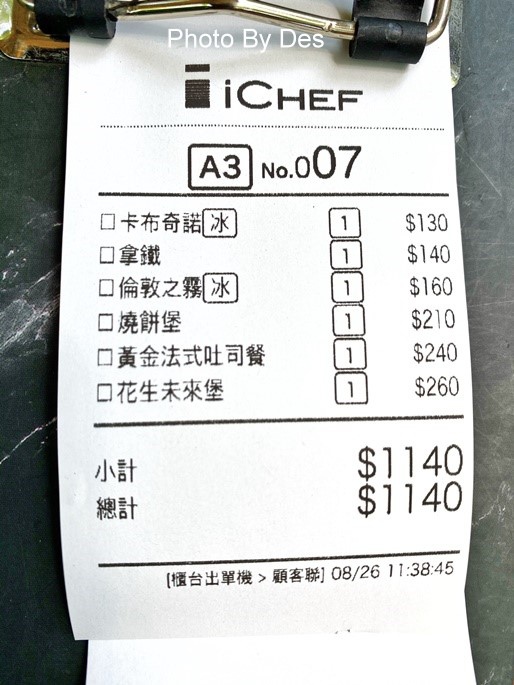 Photo By Des
iCHEF
A3 No.007
□卡布奇諾 冰 1 $130
□拿鐵 1 $140
□倫敦之霧 冰 1 $160
□燒餅堡 1 $210
□黃金法式吐司餐 1 $240
□花生未來堡 1 $260
小計 $1140
總計 $1140
[櫃台出單機 > 顧客聯] 08/26 11:38:45